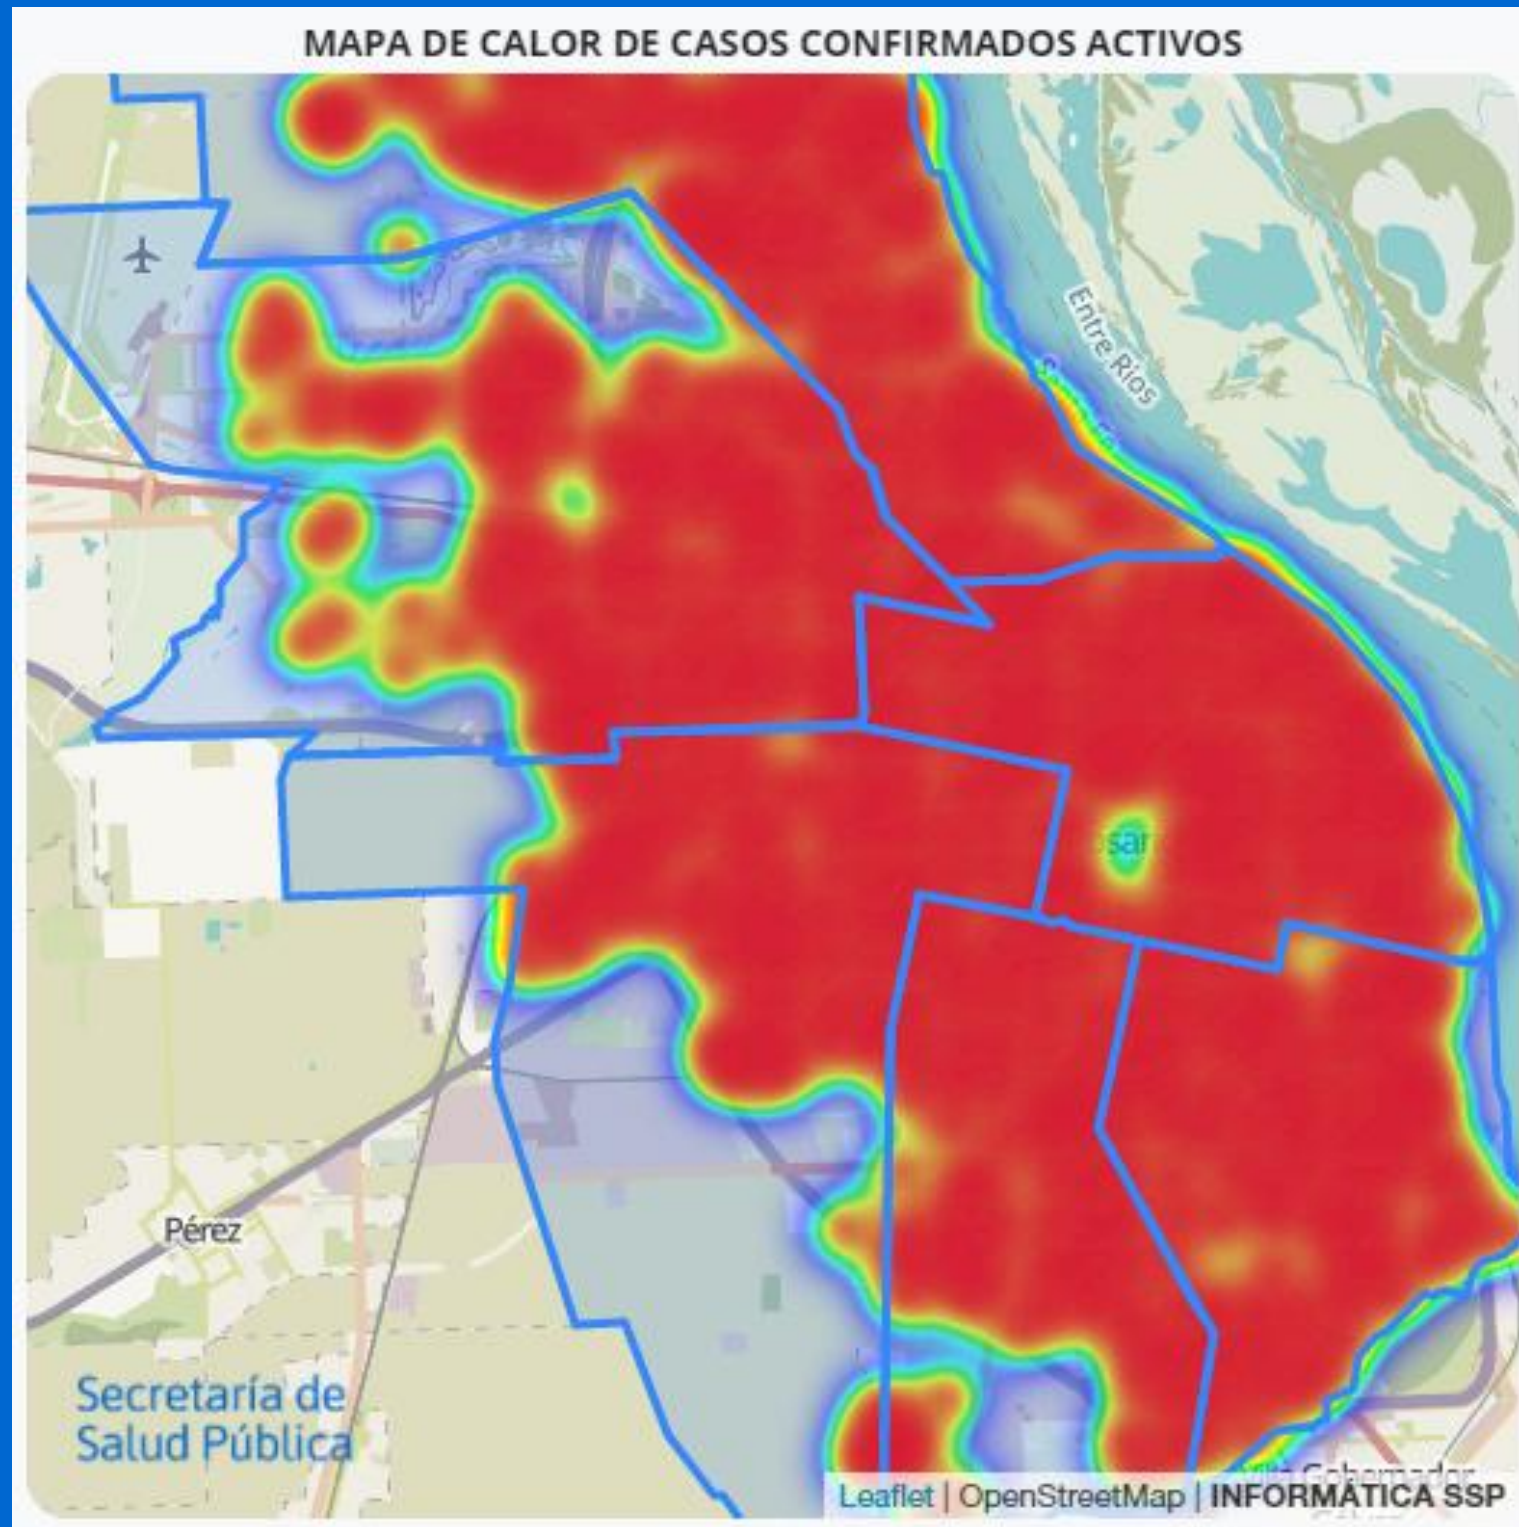 MAPA DE CALOR DE CASOS CONFIRMADOS ACTIVOS
Entre Ríos
Pérez
Secretaría de
Salud Pública
Leaflet | OpenStreetMap | INFORMÁTICA SSP